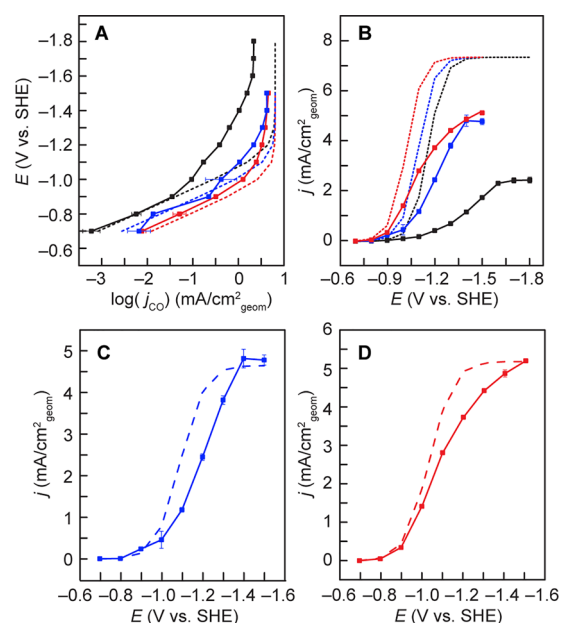 A
E (V vs. SHE)
−1.8
−1.6
−1.4
−1.2
−1.0
−0.8
−0.6
−3 −2 −1 0 1
log( jCO) (mA/cm²geom)
B
j (mA/cm²geom)
8
6
4
2
0
−0.6 −0.9 −1.2 −1.5 −1.8
E (V vs. SHE)
C
j (mA/cm²geom)
5
4
3
2
1
0
−0.6 −0.8 −1.0 −1.2 −1.4 −1.6
E (V vs. SHE)
D
j (mA/cm²geom)
6
5
4
3
2
1
0
−0.6 −0.8 −1.0 −1.2 −1.4 −1.6
E (V vs. SHE)